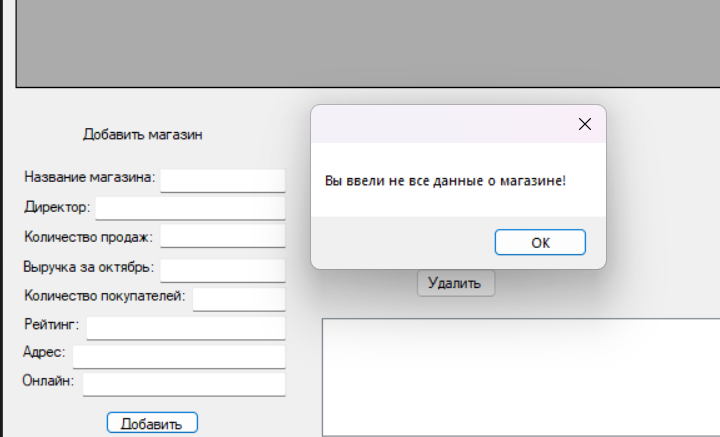 Добавить магазин
Название магазина:
Директор:
Количество продаж:
Выручка за октябрь:
Количество покупателей:
Рейтинг:
Адрес:
Онлайн:
Добавить
Вы ввели не все данные о магазине!
OK
Удалить